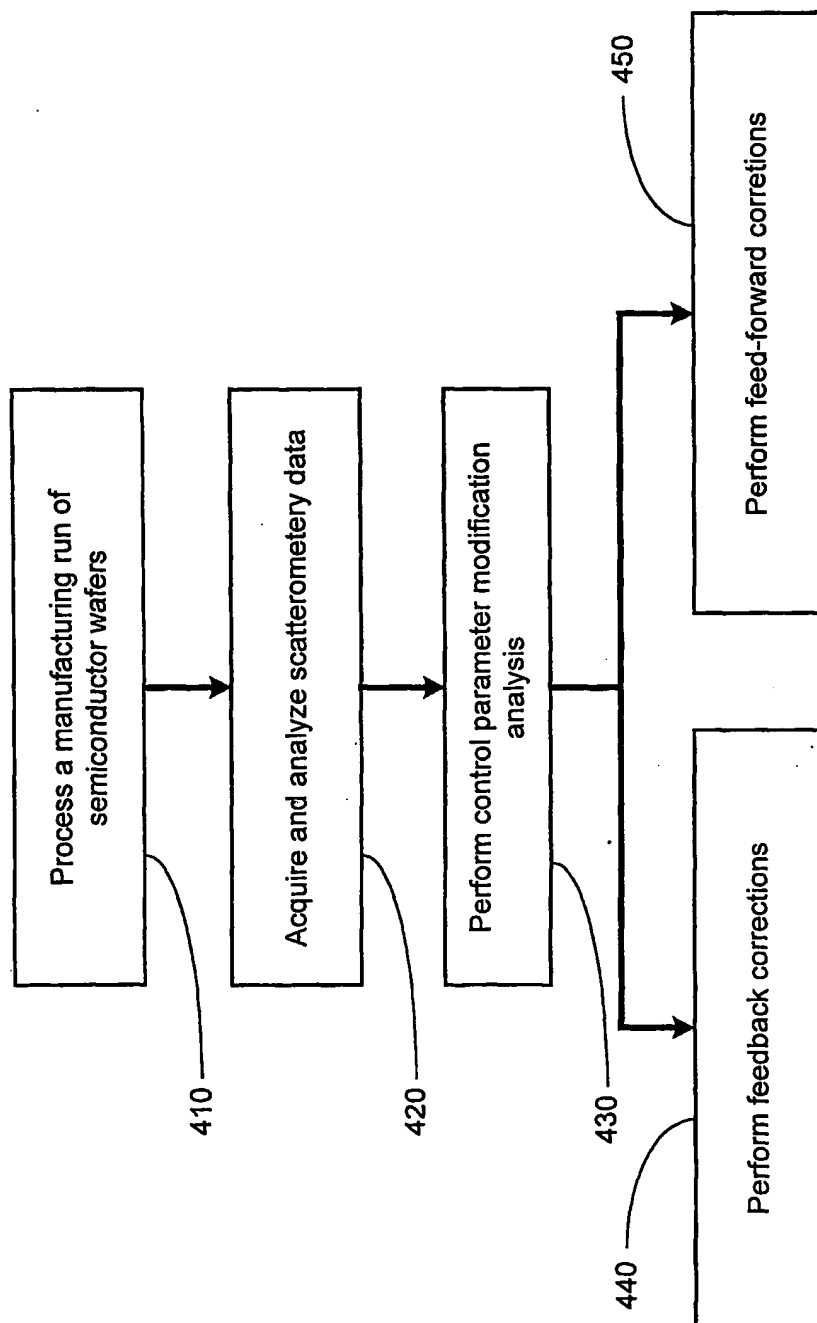 Process a manufacturing run of
semiconductor wafers
410
Acquire and analyze scatterometery data
420
Perform control parameter modification
analysis
430
Perform feedback corrections
440
Perform feed-forward corretions
450